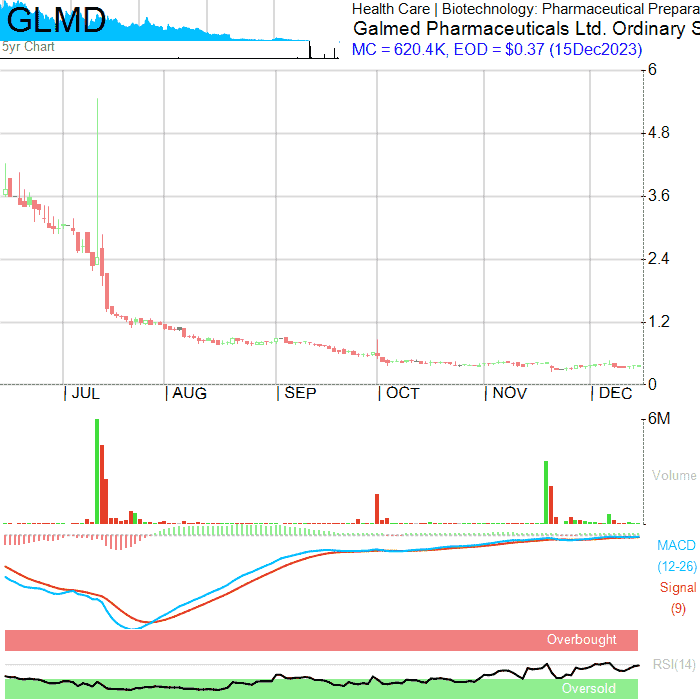 GLMD
5yr Chart
Health Care | Biotechnology: Pharmaceutical Prepara
Galmed Pharmaceuticals Ltd. Ordinary S
MC = 620.4K, EOD = $0.37 (15Dec2023)
6
4.8
3.6
2.4
1.2
0
JUL AUG SEP OCT NOV DEC
6M
Volume
MACD
(12-26)
Signal
(9)
Overbought
RSI(14)
Oversold